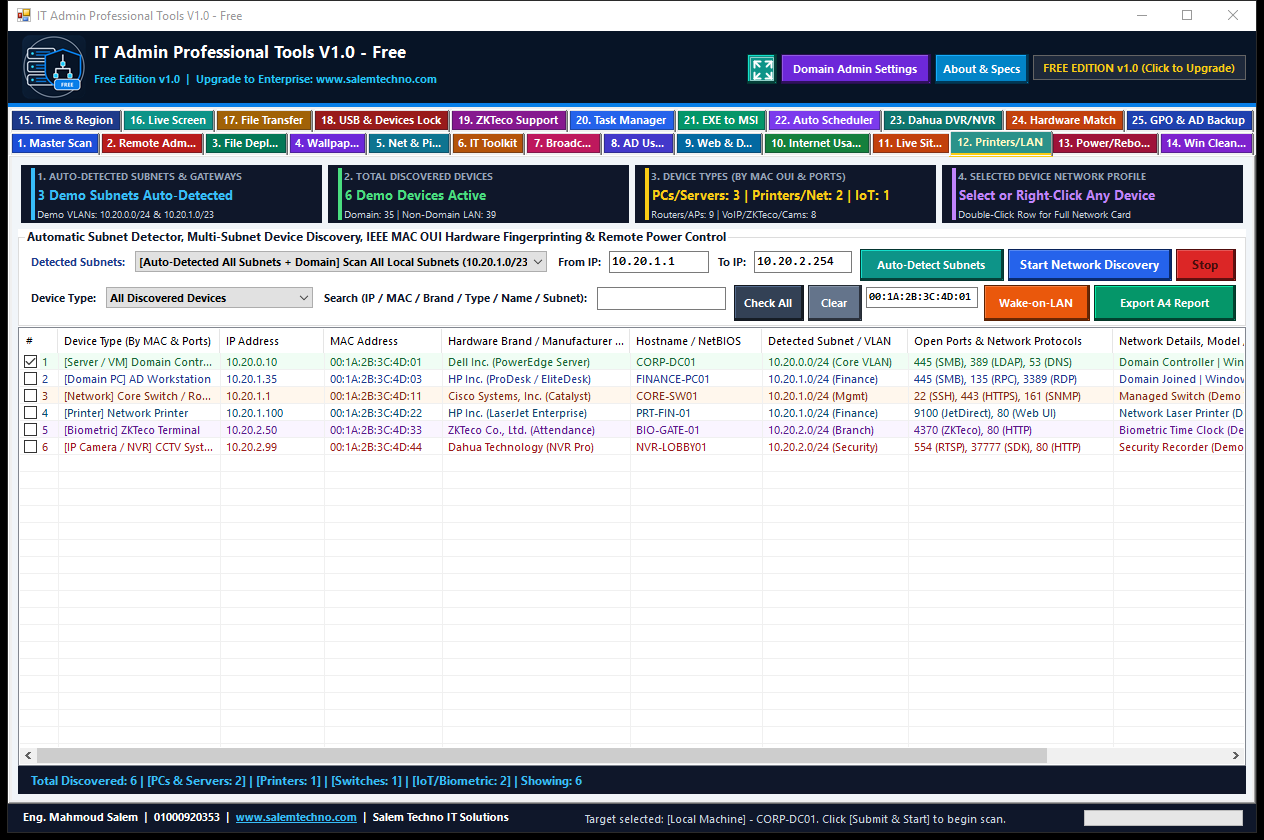 IT Admin Professional Tools V1.0 - Free
IT Admin Professional Tools V1.0 - Free
Free Edition v1.0 | Upgrade to Enterprise: www.salemtechno.com
FREE
Domain Admin Settings
About & Specs
FREE EDITION v1.0 (Click to Upgrade)
15. Time & Region 16. Live Screen 17. File Transfer 18. USB & Devices Lock 19. ZKTeco Support 20. Task Manager 21. EXE to MSI 22. Auto Scheduler 23. Dahua DVR/NVR 24. Hardware Match 25. GPO & AD Backup
1. Master Scan 2. Remote Adm... 3. File Depl... 4. Wallpap... 5. Net & Pi... 6. IT Toolkit 7. Broadc... 8. AD Us... 9. Web & D... 10. Internet Usa... 11. Live Sit... 12. Printers/LAN 13. Power/Rebo... 14. Win Clean...
1. AUTO-DETECTED SUBNETS & GATEWAYS
3 Demo Subnets Auto-Detected
Demo VLANs: 10.20.0.0/24 & 10.20.1.0/23
2. TOTAL DISCOVERED DEVICES
6 Demo Devices Active
Domain: 35 | Non-Domain LAN: 39
3. DEVICE TYPES (BY MAC OUI & PORTS)
PCs/Servers: 3 | Printers/Net: 2 | IoT: 1
Routers/APs: 9 | VoIP/ZKTeco/Cams: 8
4. SELECTED DEVICE NETWORK PROFILE
Select or Right-Click Any Device
Double-Click Row for Full Network Card
Automatic Subnet Detector, Multi-Subnet Device Discovery, IEEE MAC OUI Hardware Fingerprinting & Remote Power Control
Detected Subnets: [Auto-Detected All Subnets + Domain] Scan All Local Subnets (10.20.1.0/23 From IP: 10.20.1.1 To IP: 10.20.2.254 Auto-Detect Subnets Start Network Discovery Stop
Device Type: All Discovered Devices Search (IP / MAC / Brand / Type / Name / Subnet): Check All Clear 00:1A:2B:3C:4D:01 Wake-on-LAN Export A4 Report
# Device Type (By MAC & Ports) IP Address MAC Address Hardware Brand / Manufacturer ... Hostname / NetBIOS Detected Subnet / VLAN Open Ports & Network Protocols Network Details, Model ,
1 [Server / VM] Domain Contr... 10.20.0.10 00:1A:2B:3C:4D:01 Dell Inc. (PowerEdge Server) CORP-DC01 10.20.0.0/24 (Core VLAN) 445 (SMB), 389 (LDAP), 53 (DNS) Domain Controller | Win
2 [Domain PC] AD Workstation 10.20.1.35 00:1A:2B:3C:4D:03 HP Inc. (ProDesk / EliteDesk) FINANCE-PC01 10.20.1.0/24 (Finance) 445 (SMB), 135 (RPC), 3389 (RDP) Domain Joined | Window
3 [Network] Core Switch / Ro... 10.20.1.1 00:1A:2B:3C:4D:11 Cisco Systems, Inc. (Catalyst) CORE-SW01 10.20.1.0/24 (Mgmt) 22 (SSH), 443 (HTTPS), 161 (SNMP) Managed Switch (Demo
4 [Printer] Network Printer 10.20.1.100 00:1A:2B:3C:4D:22 HP Inc. (LaserJet Enterprise) PRT-FIN-01 10.20.1.0/24 (Finance) 9100 (JetDirect), 80 (Web UI) Network Laser Printer (D
5 [Biometric] ZKTeco Terminal 10.20.2.50 00:1A:2B:3C:4D:33 ZKTeco Co., Ltd. (Attendance) BIO-GATE-01 10.20.2.0/24 (Branch) 4370 (ZKTeco), 80 (HTTP) Biometric Time Clock (De
6 [IP Camera / NVR] CCTV Syst... 10.20.2.99 00:1A:2B:3C:4D:44 Dahua Technology (NVR Pro) NVR-LOBBY01 10.20.2.0/24 (Security) 554 (RTSP), 37777 (SDK), 80 (HTTP) Security Recorder (Demo
Total Discovered: 6 | [PCs & Servers: 2] | [Printers: 1] | [Switches: 1] | [IoT/Biometric: 2] | Showing: 6
Eng. Mahmoud Salem | 01000920353 | www.salemtechno.com | Salem Techno IT Solutions
Target selected: [Local Machine] - CORP-DC01. Click [Submit & Start] to begin scan.